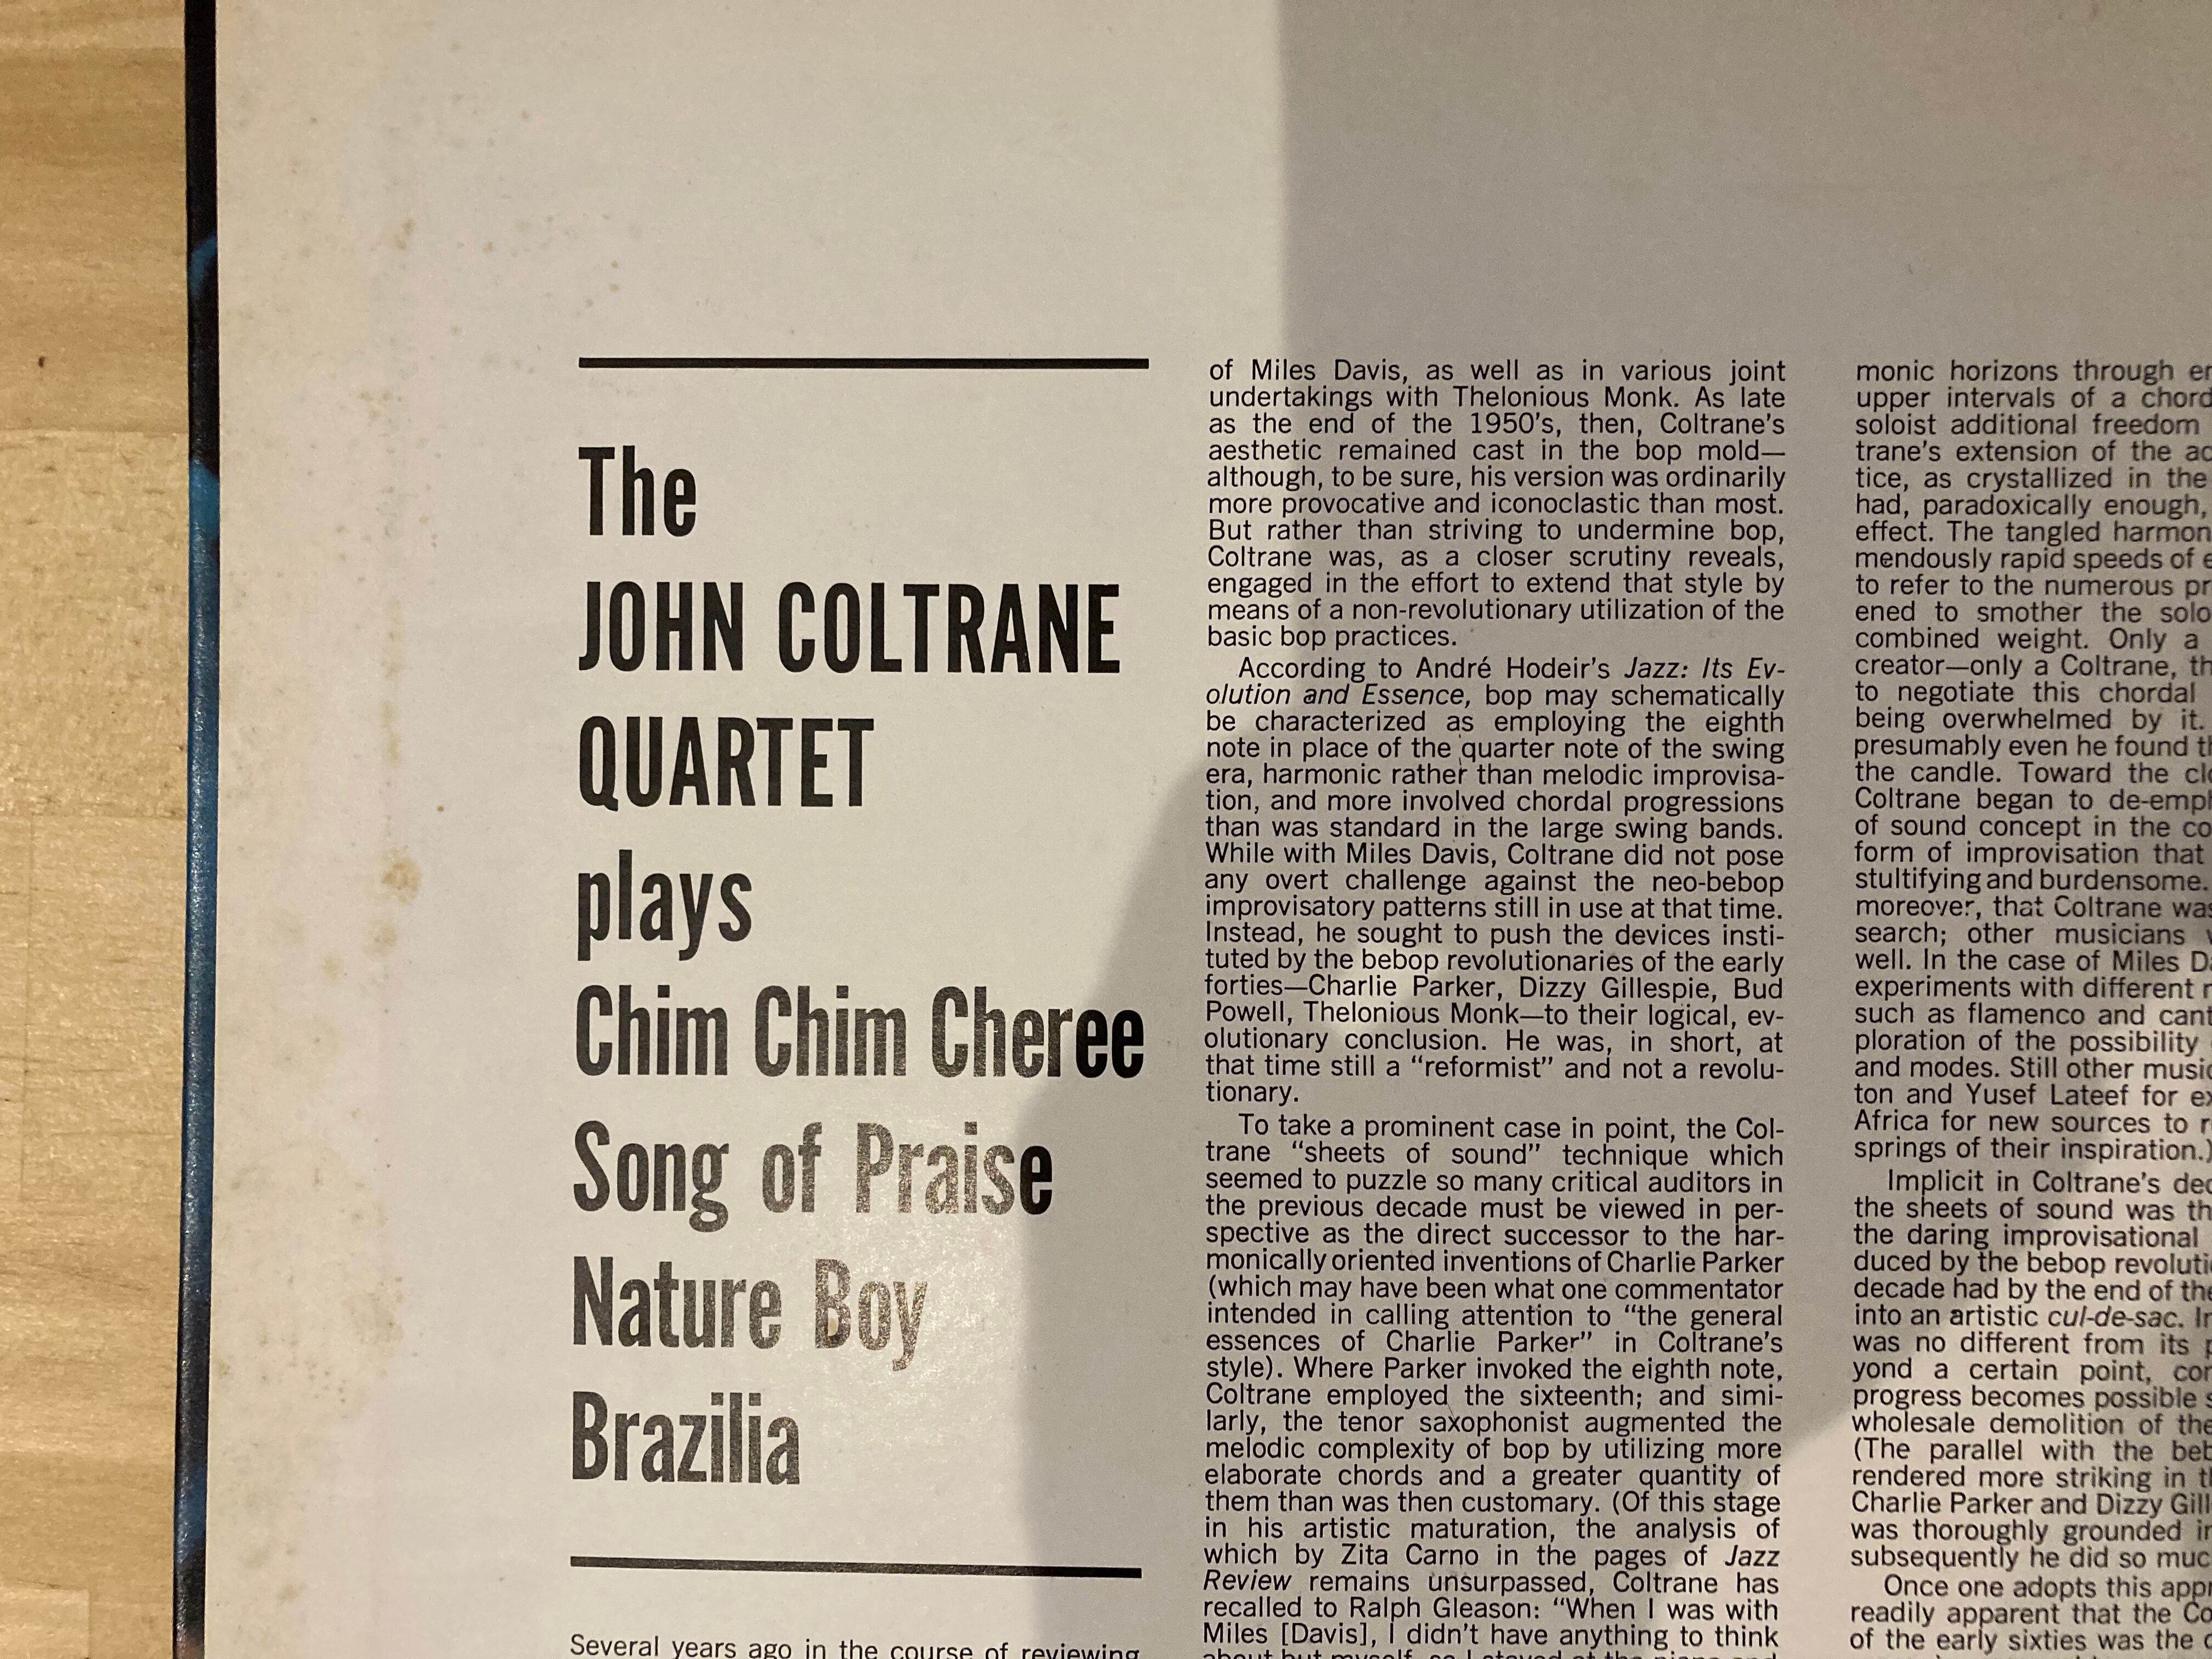 The
JOHN COLTRANE
QUARTET
plays
Chim Chim Cheree
Song of Praise
Nature Boy
Brazilia
Several years ago in the course of reviewing
of Miles Davis, as well as in various joint
undertakings with Thelonious Monk. As late
as the end of the 1950's, then, Coltrane's
aesthetic remained cast in the bop mold—
although, to be sure, his version was ordinarily
more provocative and iconoclastic than most.
But rather than striving to undermine bop,
Coltrane was, as a closer scrutiny reveals,
engaged in the effort to extend that style by
means of a non-revolutionary utilization of the
basic bop practices.
According to André Hodeir's Jazz: Its Ev-
olution and Essence, bop may schematically
be characterized as employing the eighth
note in place of the quarter note of the swing
era, harmonic rather than melodic improvisa-
tion, and more involved chordal progressions
than was standard in the large swing bands.
While with Miles Davis, Coltrane did not pose
any overt challenge against the neo-bebop
improvisatory patterns still in use at that time.
Instead, he sought to push the devices insti-
tuted by the bebop revolutionaries of the early
forties—Charlie Parker, Dizzy Gillespie, Bud
Powell, Thelonious Monk—to their logical, ev-
olutionary conclusion. He was, in short, at
that time still a “reformist” and not a revolu-
tionary.
To take a prominent case in point, the Col-
trane “sheets of sound” technique which
seemed to puzzle so many critical auditors in
the previous decade must be viewed in per-
spective as the direct successor to the har-
monically oriented inventions of Charlie Parker
(which may have been what one commentator
intended in calling attention to “the general
essences of Charlie Parker” in Coltrane's
style). Where Parker invoked the eighth note,
Coltrane employed the sixteenth; and simi-
larly, the tenor saxophonist augmented the
melodic complexity of bop by utilizing more
elaborate chords and a greater quantity of
them than was then customary. (Of this stage
in his artistic maturation, the analysis of
which by Zita Carno in the pages of Jazz
Review remains unsurpassed, Coltrane has
recalled to Ralph Gleason: “When I was with
Miles [Davis], I didn't have anything to think
about but myself, so I stayed at the piano and
monic horizons through
upper intervals of a chord
soloist additional freedom
trane's extension of the
tice, as crystallized in the
had, paradoxically enough,
effect. The tangled
mendously rapid speeds of
to refer to the numerous
ened to smother the
combined weight. Only a
creator—only a Coltrane,
to negotiate this chordal
being overwhelmed by it.
presumably even he found
the candle. Toward the
Coltrane began to
of sound concept in the
form of improvisation that
stultifying and burdensome.
moreover, that Coltrane was
search; other musicians
well. In the case of Miles
experiments with different
such as flamenco and
ploration of the possibility
and modes. Still other
ton and Yusef Lateef for
Africa for new sources to
springs of their inspiration.)
Implicit in Coltrane's
the sheets of sound was
the daring improvisational
duced by the bebop
decade had by the end of the
into an artistic cul-de-sac.
was no different from its
yond a certain point,
progress becomes possible
wholesale demolition of the
(The parallel with the
rendered more striking in
Charlie Parker and Dizzy
was thoroughly grounded
subsequently he did so
Once one adopts this
readily apparent that the
of the early sixties was the